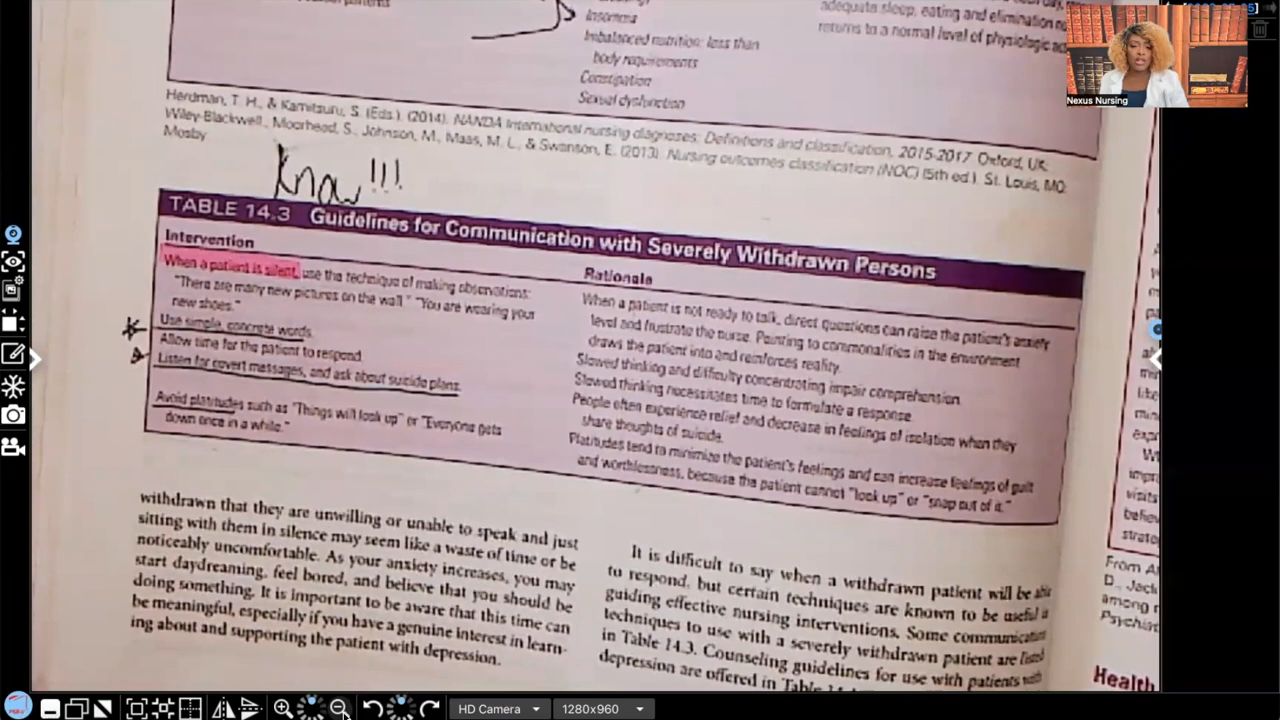 Insomnia
Imbalanced nutrition: less than
body requirements
Constipation
Sexual dysfunction
adequate sleep, eating and elimination
returns to a normal level of physiologic
Nexus Nursing
Herdman, T. H., & Kamitsuru, S. (Eds.). (2014). NANDA International nursing diagnoses: Definitions and classification, 2015-2017. Oxford, UK:
Wiley-Blackwell., Moorhead, S., Johnson, M., Maas, M. L., & Swanson, E. (2013). Nursing outcomes classification (NOC) (5th ed.). St. Louis, MO:
Mosby
Know!!!
TABLE 14.3 Guidelines for Communication with Severely Withdrawn Persons
Intervention
When a patient is silent, use the technique of making observations:
"There are many new pictures on the wall." "You are wearing your
new shoes."
Use simple, concrete words.
Allow time for the patient to respond.
Listen for covert messages, and ask about suicide plans.
Avoid platitudes such as "Things will look up" or "Everyone gets
down once in a while."
Rationale
When a patient is not ready to talk, direct questions can raise the patient's anxiety
level and frustrate the nurse. Pointing to commonalities in the environment
draws the patient into and reinforces reality.
Slowed thinking and difficulty concentrating impair comprehension.
Slowed thinking necessitates time to formulate a response.
People often experience relief and decrease in feelings of isolation when they
share thoughts of suicide.
Platitudes tend to minimize the patient's feelings and can increase feelings of guilt
and worthlessness, because the patient cannot "look up" or "snap out of it."
withdrawn that they are unwilling or unable to speak and just
sitting with them in silence may seem like a waste of time or be
noticeably uncomfortable. As your anxiety increases, you may
start daydreaming, feel bored, and believe that you should be
doing something. It is important to be aware that this time can
be meaningful, especially if you have a genuine interest in learn-
ing about and supporting the patient with depression.
It is difficult to say when a withdrawn patient will be able
to respond, but certain techniques are known to be useful
guiding effective nursing interventions. Some
techniques to use with a severely withdrawn patient are listed
in Table 14.3. Counseling guidelines for use with patients with
depression are offered in Table
From
D., Jack
among
Psychiat
Health
HD Camera
1280x960